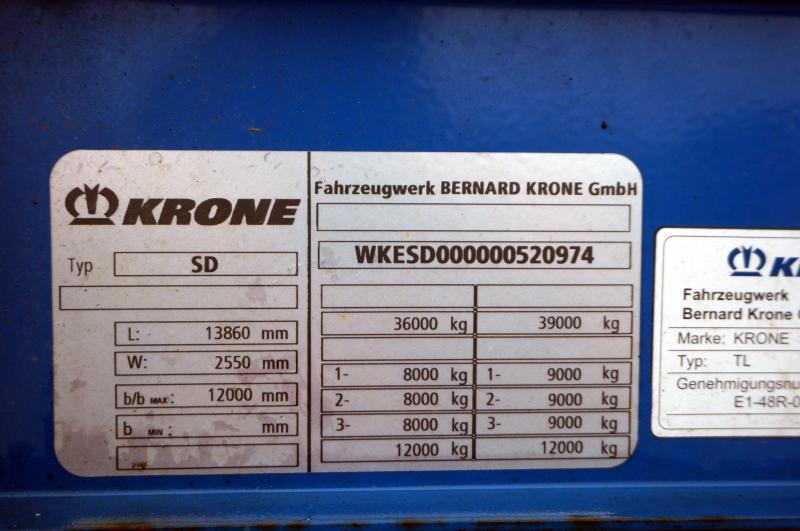 KRONE
Typ SD
L: 13860 mm
W: 2550 mm
b/b MAX: 12000 mm
b MIN: mm
Fahrzeugwerk BERNARD KRONE GmbH
WKESD000000520974
36000 kg 39000 kg
1- 8000 kg 1- 9000 kg
2- 8000 kg 2- 9000 kg
3- 8000 kg 3- 9000 kg
12000 kg 12000 kg
Fahrzeugwerk
Bernard Krone
Marke: KRONE
Typ: TL
E1-48R-0